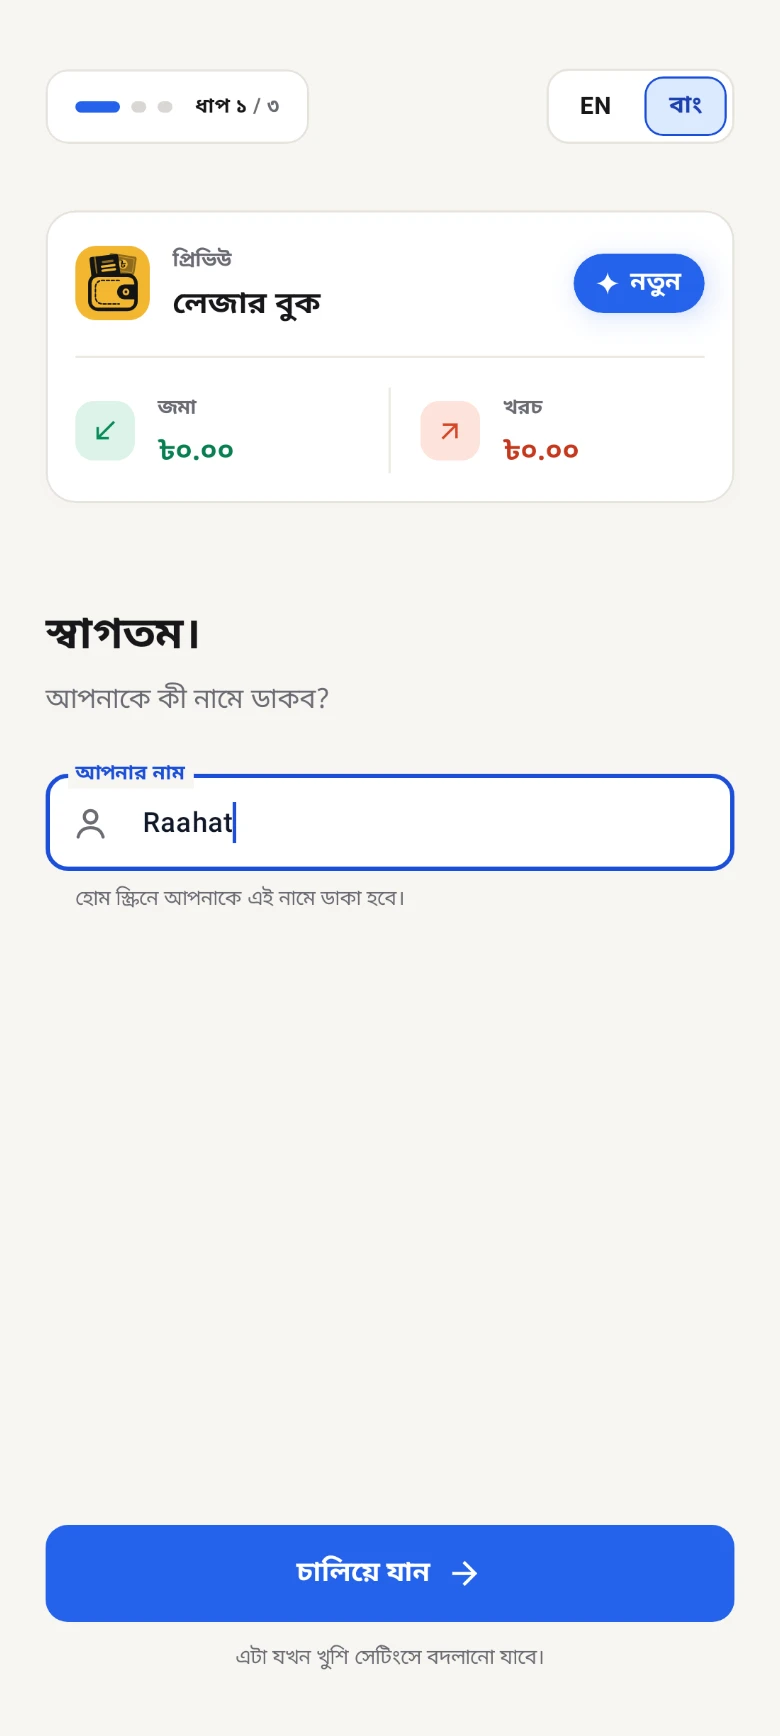 ধাপ ১ / ৩
EN
বাং
প্রিভিউ
লেজার বুক
নতুন
জমা
৳০.০০
খরচ
৳০.০০
স্বাগতম।
আপনাকে কী নামে ডাকব?
আপনার নাম
Raahat
হোম স্ক্রিনে আপনাকে এই নামে ডাকা হবে।
চালিয়ে যান
এটা যখন খুশি সেটিংসে বদলানো যাবে।